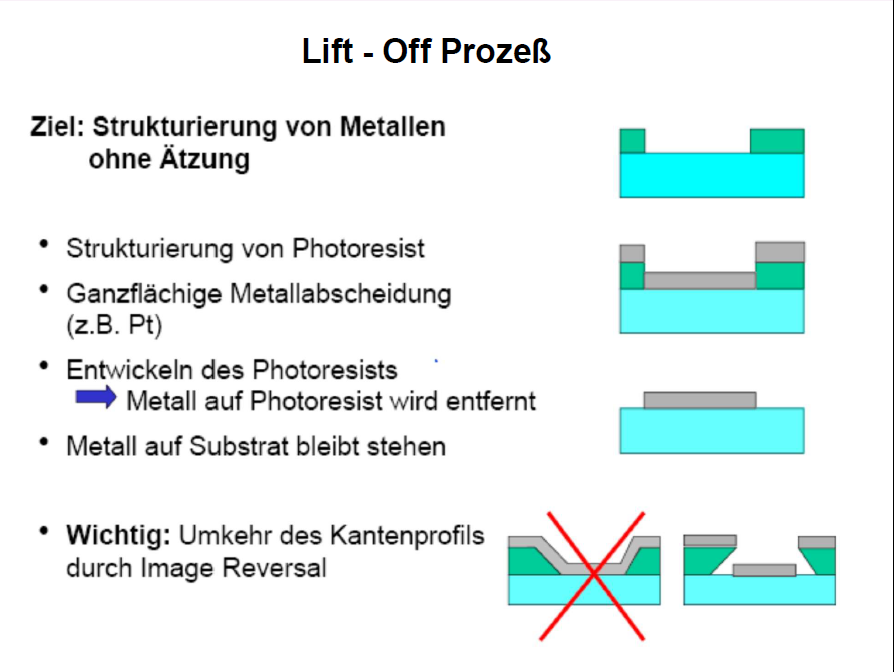 Lift - Off Prozeß
Ziel: Strukturierung von Metallen
ohne Ätzung
• Strukturierung von Photoresist
• Ganzflächige Metallabscheidung
(z.B. Pt)
• Entwickeln des Photoresists
Metall auf Photoresist wird entfernt
• Metall auf Substrat bleibt stehen
• Wichtig: Umkehr des Kantenprofils
durch Image Reversal